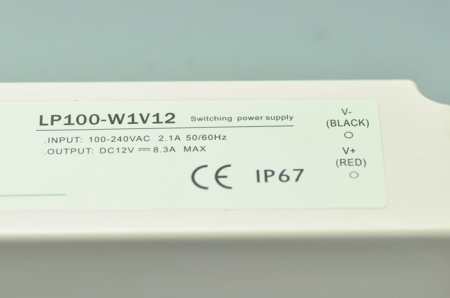 LP100-W1V12 Switching power supply
.INPUT: 100-240VAC 2.1A 50/60Hz
.OUTPUT: DC12V ⎓ 8.3A MAX
CE IP67
V-
(BLACK)
V+
(RED)